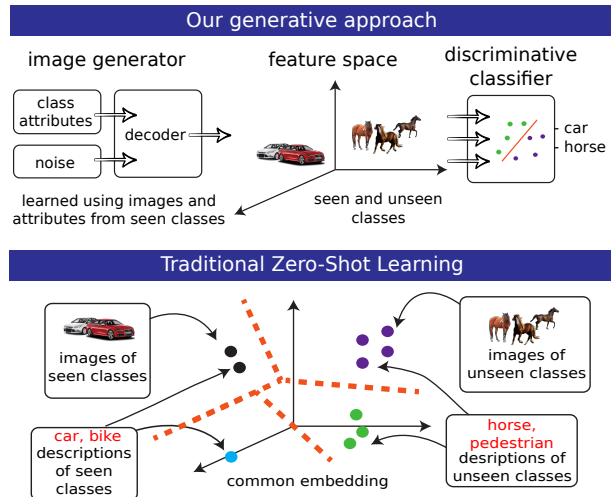 Our generative approach
image generator
feature space
discriminative
classifier
class
attributes
noise
decoder
car
horse
learned using images and
attributes from seen classes
seen and unseen
classes
Traditional Zero-Shot Learning
images of
seen classes
images of
unseen classes
car, bike
descriptions
of seen
classes
common embedding
horse,
pedestrian
desriptions of
unseen classes